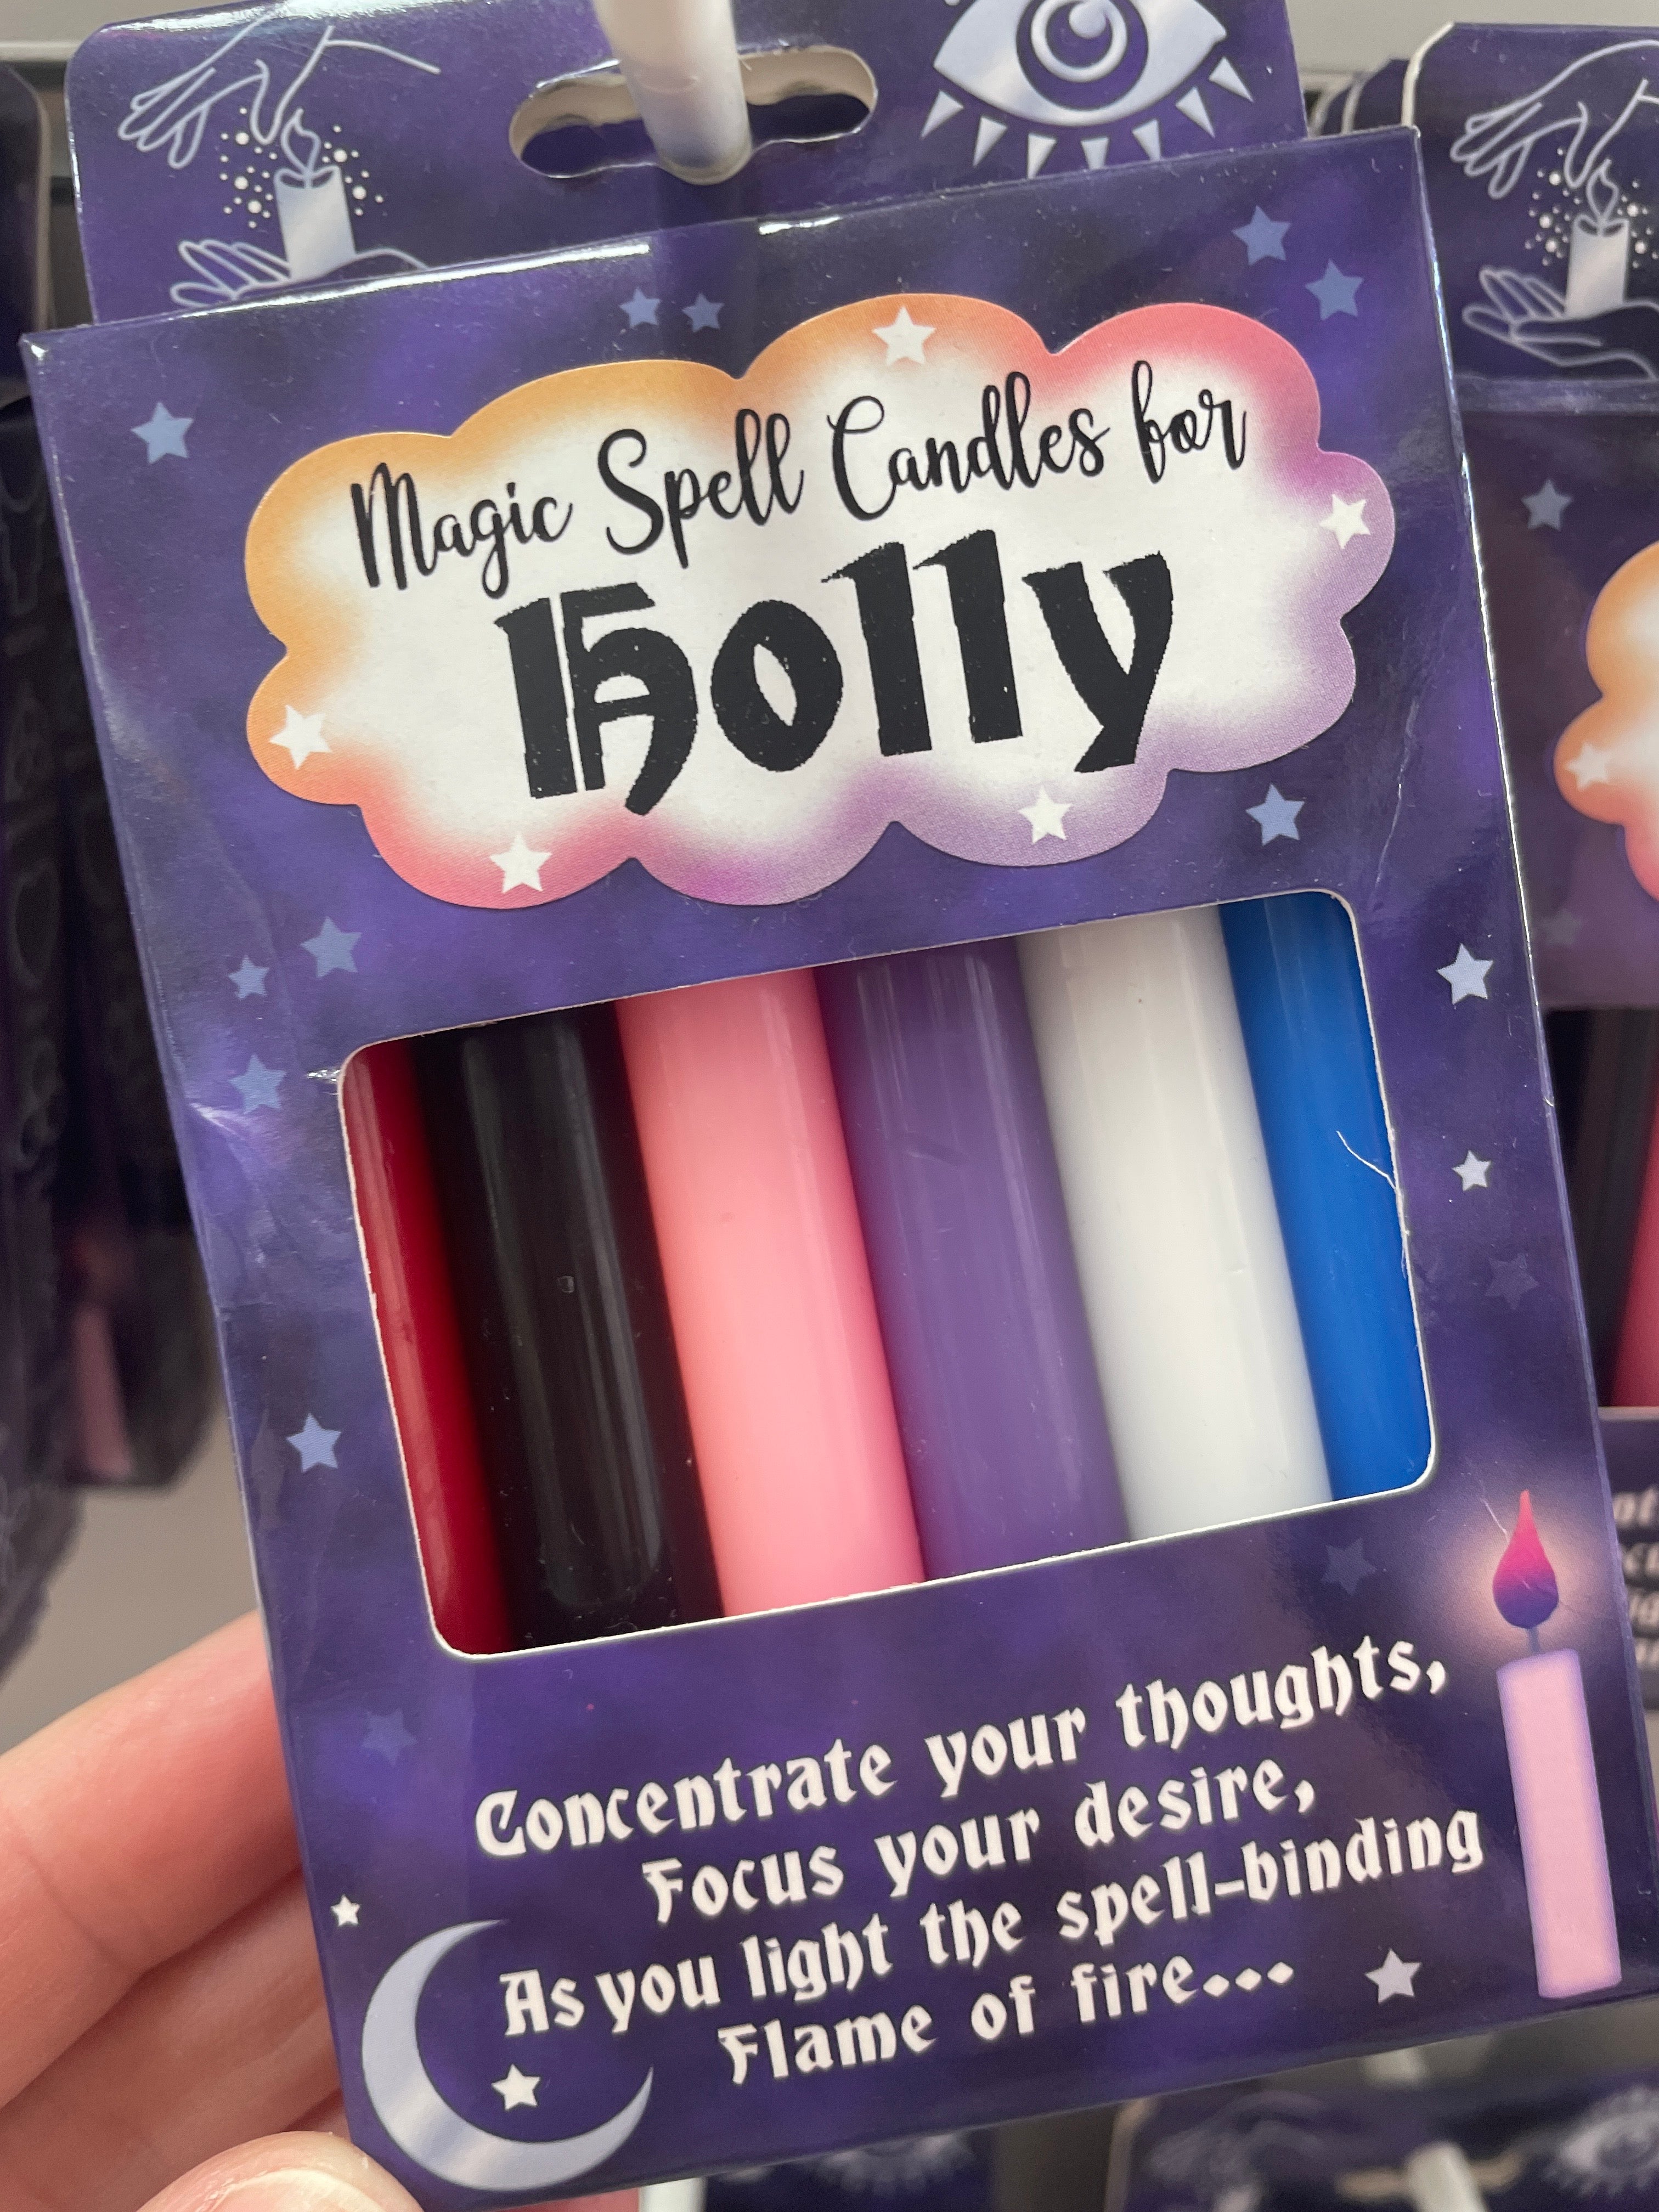 Magic Spell Candles for
Holly
Concentrate your thoughts,
Focus your desire,
As you light the spell-binding
Flame of fire...